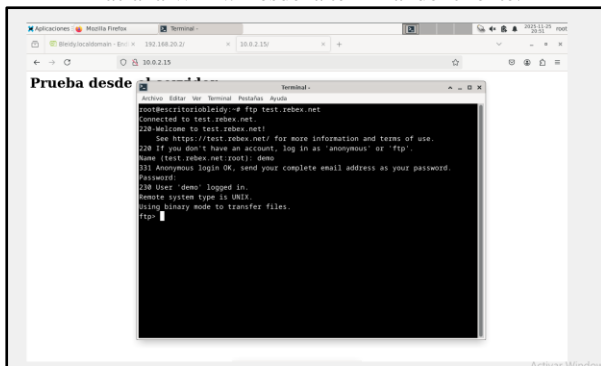 Aplicaciones
Mozilla Firefox
Terminal -
2025-11-25
20:51
root
Bleidy.localdomain
192.168.20.2/
10.0.2.15/
10.0.2.15
Prueba desde el servidor
Terminal -
Archivo Editar Ver Terminal Pestañas Ayuda
root@escritoriobleidy:~# ftp test.rebex.net
Connected to test.rebex.net.
220-Welcome to test.rebex.net!
See https://test.rebex.net/ for more information and terms of use.
220 If you don't have an account, log in as 'anonymous' or 'ftp'.
Name (test.rebex.net:root): demo
331 Anonymous login OK, send your complete email address as your password.
Password:
230 User 'demo' logged in.
Remote system type is UNIX.
Using binary mode to transfer files.
ftp>
Activar Windows